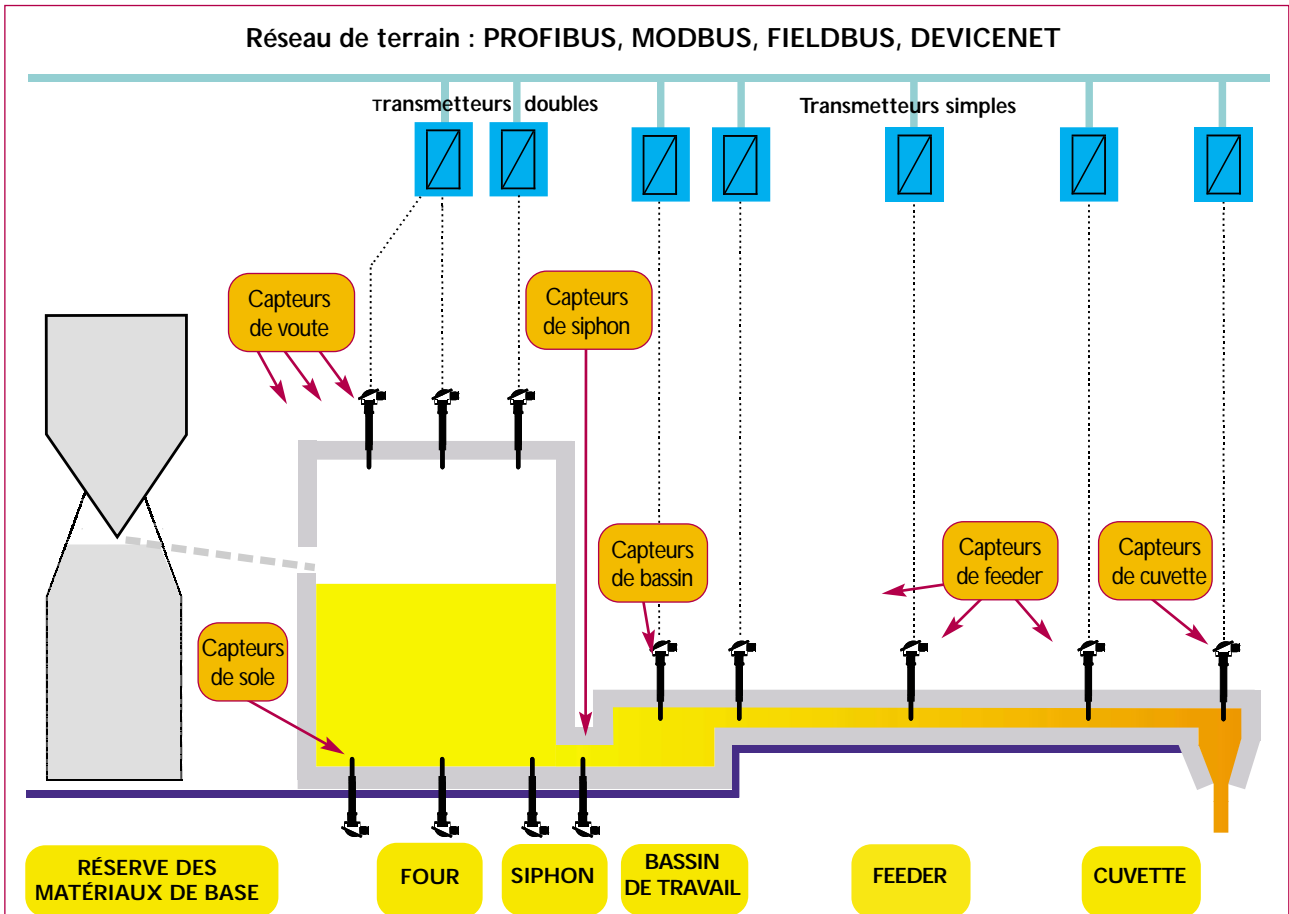 Réseau de terrain : PROFIBUS, MODBUS, FIELDBUS, DEVICENET
Transmetteurs doubles
Transmetteurs simples
Capteurs
de voute
Capteurs
de siphon
Capteurs
de bassin
Capteurs
de feeder
Capteurs
de cuvette
Capteurs
de sole
RÉSERVE DES
MATÉRIAUX DE BASE
FOUR
SIPHON
BASSIN
DE TRAVAIL
FEEDER
CUVETTE